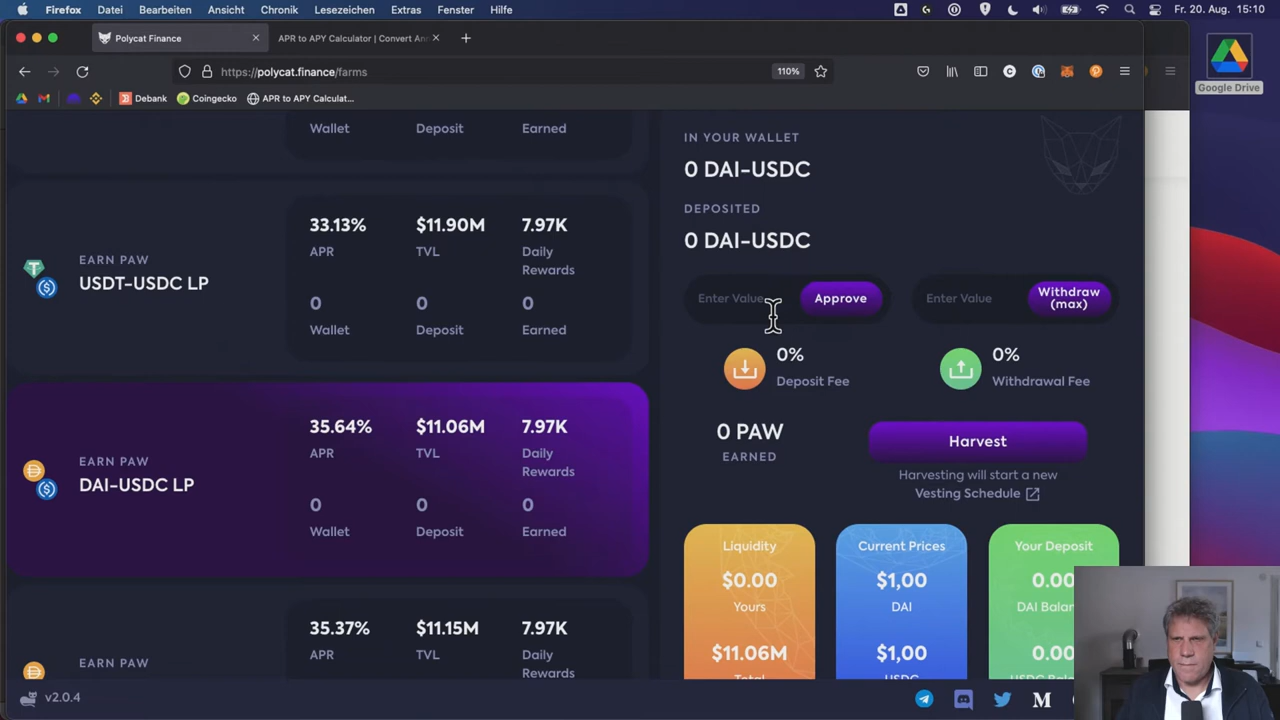 Firefox Datei Bearbeiten Ansicht Chronik Lesezeichen Extras Fenster Hilfe Fr. 20. Aug. 15:10
Polycat Finance
APR to APY Calculator | Convert Ann
https://polycat.finance/farms
110%
Debank
Coingecko
APR to APY Calculat...
Google Drive
Wallet Deposit Earned
EARN PAW
USDT-USDC LP
33.13% $11.90M 7.97K
APR TVL Daily
Rewards
0 0 0
Wallet Deposit Earned
EARN PAW
DAI-USDC LP
35.64% $11.06M 7.97K
APR TVL Daily
Rewards
0 0 0
Wallet Deposit Earned
EARN PAW
35.37% $11.15M 7.97K
APR TVL Daily
Rewards
v2.0.4
IN YOUR WALLET
0 DAI-USDC
DEPOSITED
0 DAI-USDC
Enter Value
Approve
Enter Value
Withdraw
(max)
0%
Deposit Fee
0%
Withdrawal Fee
0 PAW
EARNED
Harvest
Harvesting will start a new
Vesting Schedule
Liquidity
$0.00
Yours
$11.06M
Total
Current Prices
$1,00
DAI
$1,00
USDC
Your Deposit
0.00
DAI Balan
0.00